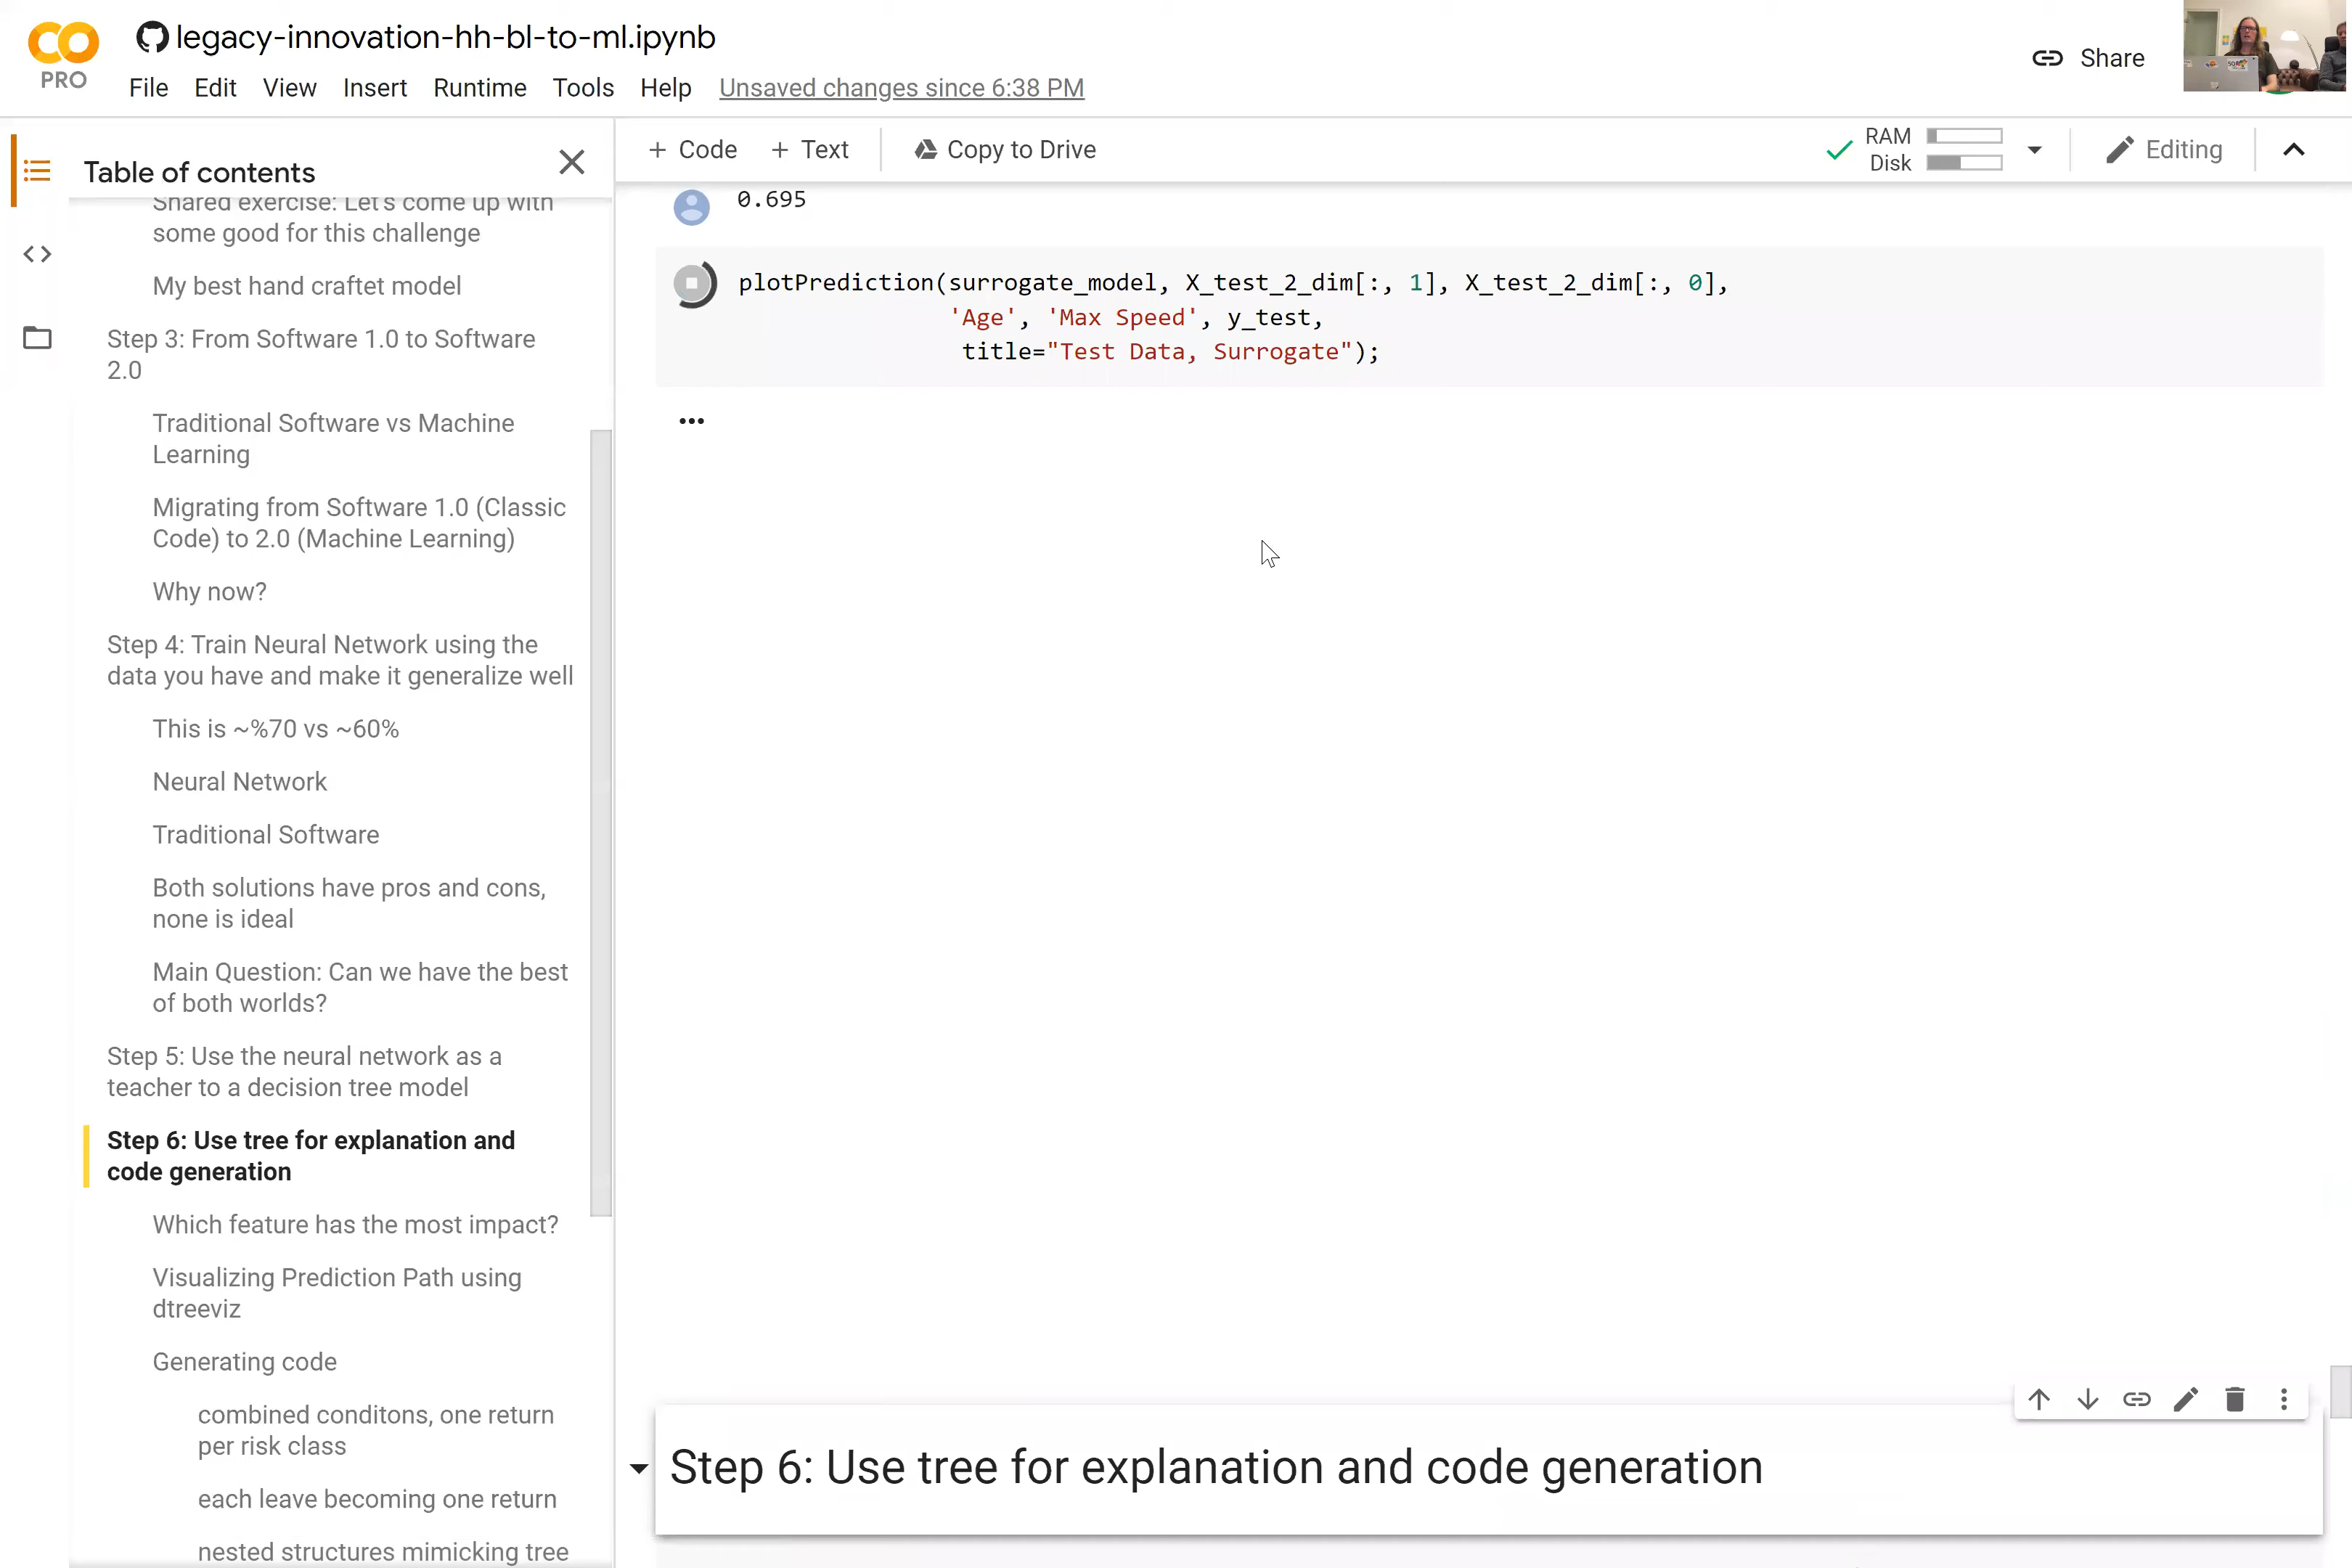 PRO
legacy-innovation-hh-bl-to-ml.ipynb
File Edit View Insert Runtime Tools Help Unsaved changes since 6:38 PM
Share
Table of contents
Shared exercise: Let's come up with
some good for this challenge
My best hand craftet model
Step 3: From Software 1.0 to Software
2.0
Traditional Software vs Machine
Learning
Migrating from Software 1.0 (Classic
Code) to 2.0 (Machine Learning)
Why now?
Step 4: Train Neural Network using the
data you have and make it generalize well
This is ~%70 vs ~60%
Neural Network
Traditional Software
Both solutions have pros and cons,
none is ideal
Main Question: Can we have the best
of both worlds?
Step 5: Use the neural network as a
teacher to a decision tree model
Step 6: Use tree for explanation and
code generation
Which feature has the most impact?
Visualizing Prediction Path using
dtreeviz
Generating code
combined conditons, one return
per risk class
each leave becoming one return
nested structures mimicking tree
+ Code + Text Copy to Drive
RAM
Disk
Editing
0.695
plotPrediction(surrogate_model, X_test_2_dim[:, 1], X_test_2_dim[:, 0],
'Age', 'Max Speed', y_test,
title="Test Data, Surrogate");
Step 6: Use tree for explanation and code generation